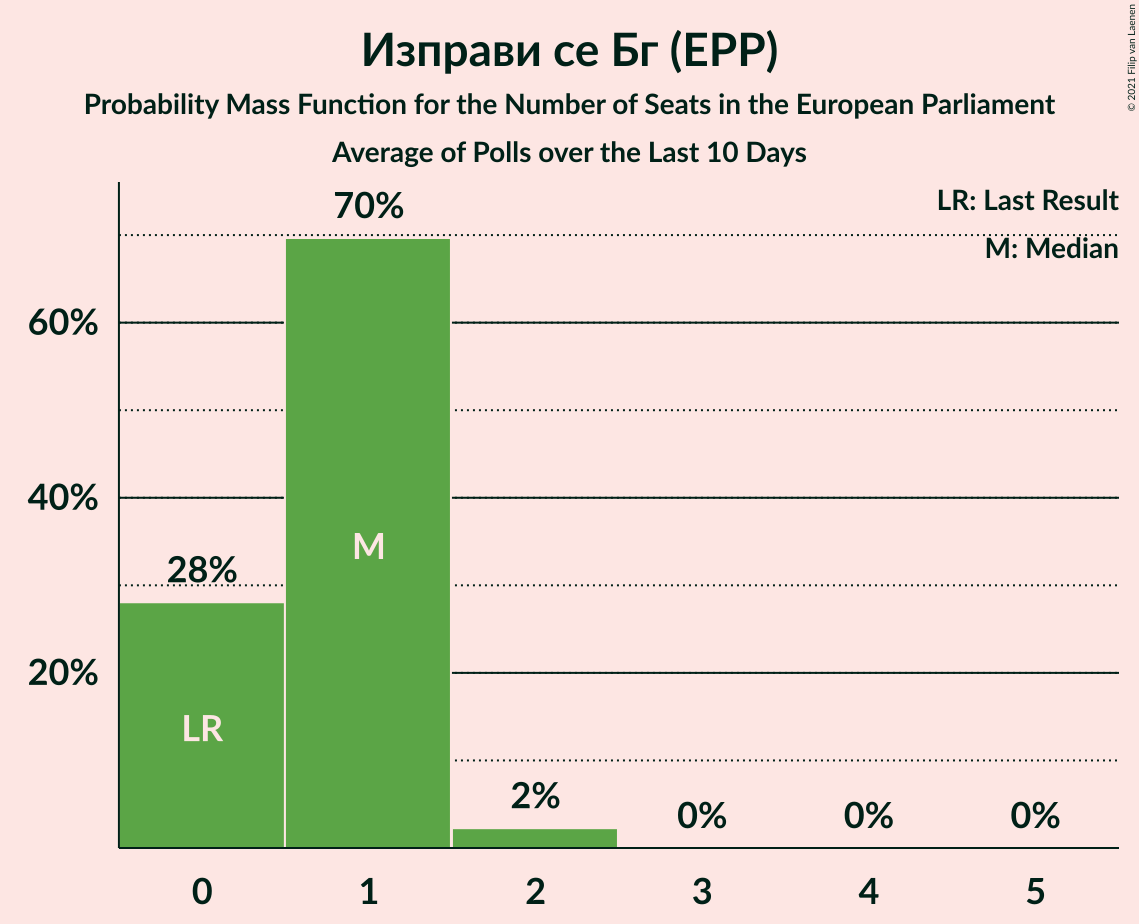 Изправи се Бг (EPP)
Probability Mass Function for the Number of Seats in the European Parliament
Average of Polls over the Last 10 Days
© 2021 Filip van Laenen
LR: Last Result
M: Median
70%
60%
40%
20%
28%
2%
0%
0%
0%
M
LR
0
1
2
3
4
5